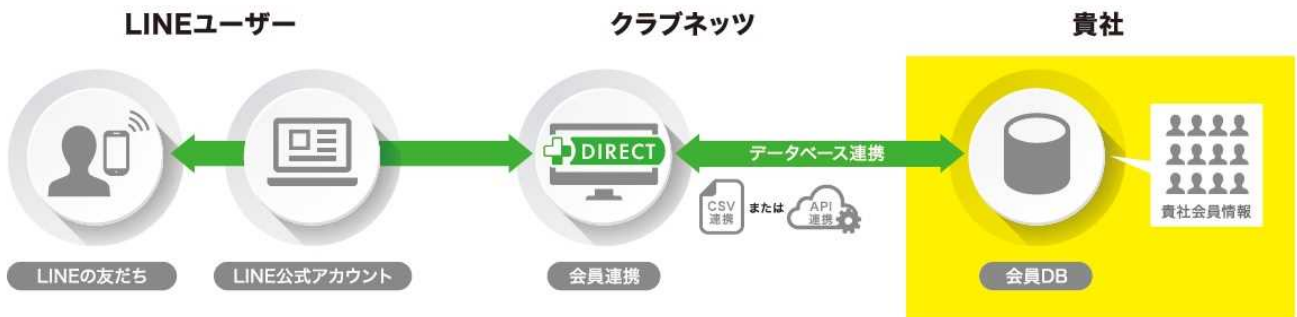 LINEユーザー
クラブネッツ
貴社
DIRECT
データベース連携
CSV
連携
または
API
連携
貴社会員情報
LINEの友だち
LINE公式アカウント
会員連携
会員DB